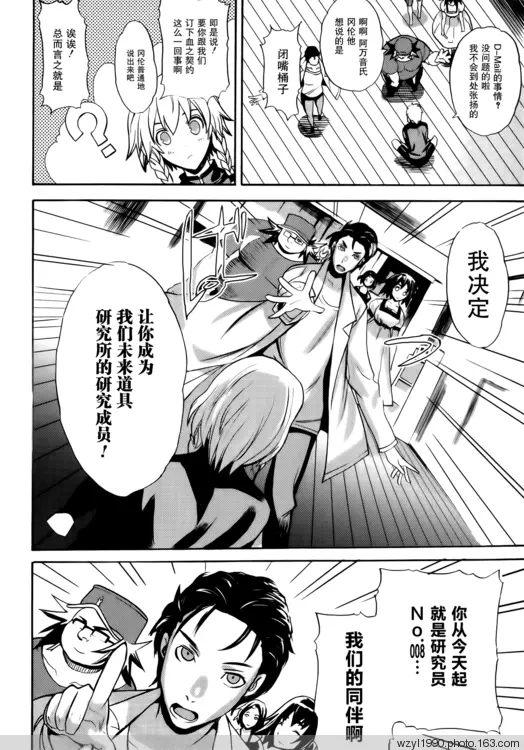 D-Mail的事情?
没问题的啦
我不会到处张扬的
啊啊 阿万音氏
冈伦他
想说的是
闭嘴桶子
即是说!
要你跟我们
订下血之契约
这么一回事啊
冈伦普通地
说出来吧
诶诶!
总而言之就是
?
我决定
让你成为
我们未来道具
研究所的研究成员!
你从今天起
就是研究员
No.008…
我们的
同伴啊
wzyl1990.photo.163.com